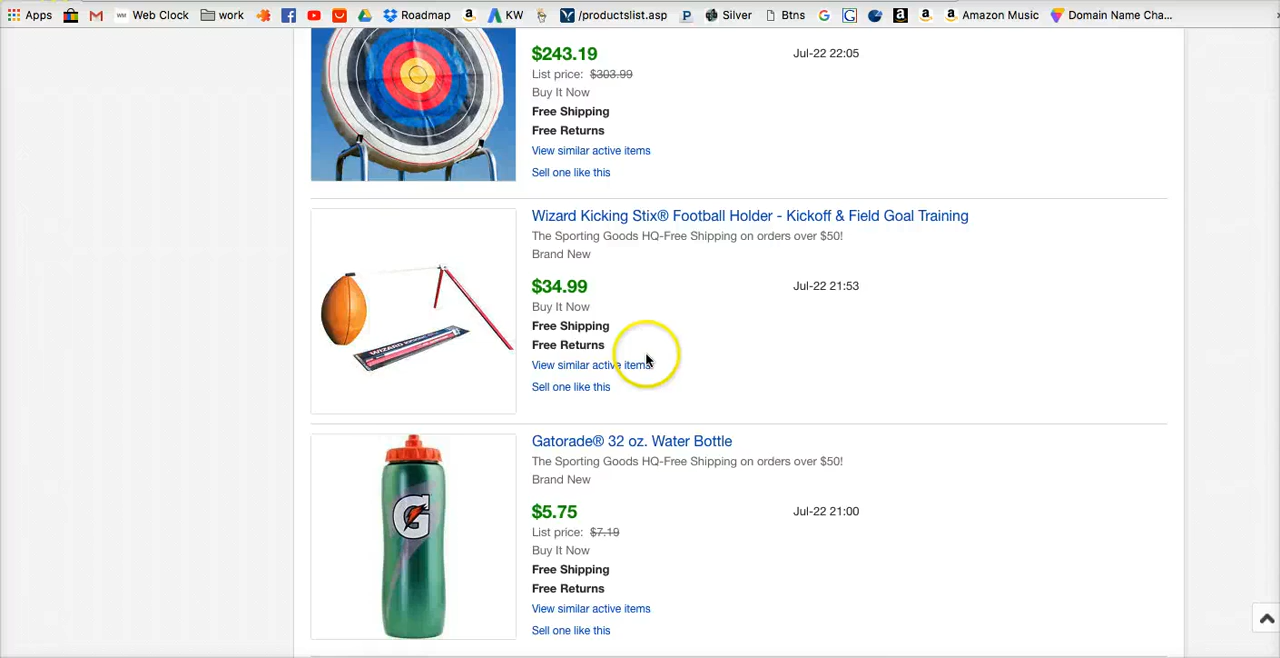 Apps Web Clock work Roadmap KW /productslist.asp Silver Btns Amazon Music Domain Name Cha...
$243.19 Jul-22 22:05
List price: $303.99
Buy It Now
Free Shipping
Free Returns
View similar active items
Sell one like this
Wizard Kicking Stix® Football Holder - Kickoff & Field Goal Training
The Sporting Goods HQ-Free Shipping on orders over $50!
Brand New
$34.99 Jul-22 21:53
Buy It Now
Free Shipping
Free Returns
View similar active items
Sell one like this
WIZARD KICKING STIX
Gatorade® 32 oz. Water Bottle
The Sporting Goods HQ-Free Shipping on orders over $50!
Brand New
$5.75 Jul-22 21:00
List price: $7.19
Buy It Now
Free Shipping
Free Returns
View similar active items
Sell one like this
G